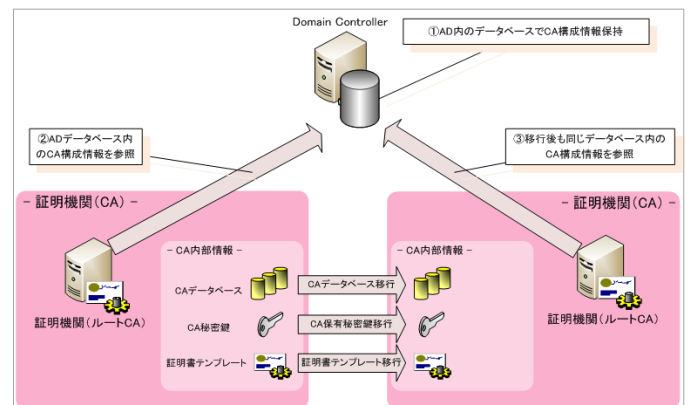 Domain Controller
①AD内のデータベースでCA構成情報保持
②ADデータベース内
のCA構成情報を参照
③移行後も同じデータベース内の
CA構成情報を参照
- 証明機関(CA) -
- 証明機関(CA) -
- CA内部情報 -
- CA内部情報 -
CAデータベース
CAデータベース移行
証明機関(ルートCA)
証明機関(ルートCA)
CA秘密鍵
CA保有秘密鍵移行
証明書テンプレート
証明書テンプレート移行